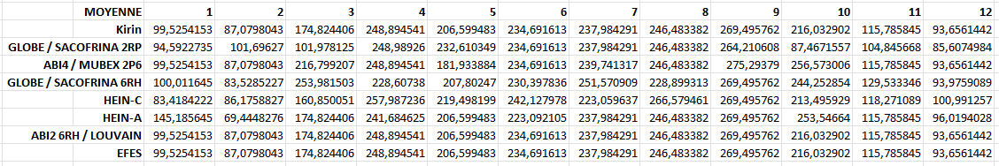 MOYENNE 1 2 3 4 5 6 7 8 9 10 11 12
Kirin 99,5254153 87,0798043 174,824406 248,894541 206,599483 234,691613 237,984291 246,483382 269,495762 216,032902 115,785845 93,6561442
GLOBE / SACOFRINA 2RP 94,5922735 101,69627 101,978125 248,98926 232,610349 234,691613 237,984291 246,483382 264,210608 87,4671557 104,845668 85,6074984
ABI4 / MUBEX 2P6 99,5254153 87,0798043 216,799207 248,894541 181,933884 234,691613 239,741317 246,483382 275,29379 256,573006 115,785845 93,6561442
GLOBE / SACOFRINA 6RH 100,011645 83,5285227 253,981503 228,60738 207,80247 230,397836 251,570909 228,899313 269,495762 244,252854 129,533346 93,9759089
HEIN-C 83,4184222 86,1758827 160,850051 257,987236 219,498199 242,127978 223,059637 266,579461 269,495762 213,495929 118,271089 100,991257
HEIN-A 145,185645 69,4448276 174,824406 241,684625 206,599483 223,092105 237,984291 246,483382 269,495762 253,54664 115,785845 96,0194028
ABI2 6RH / LOUVAIN 99,5254153 87,0798043 174,824406 248,894541 206,599483 234,691613 237,984291 246,483382 269,495762 216,032902 115,785845 93,6561442
EFES 99,5254153 87,0798043 174,824406 248,894541 206,599483 234,691613 237,984291 246,483382 269,495762 216,032902 115,785845 93,6561442